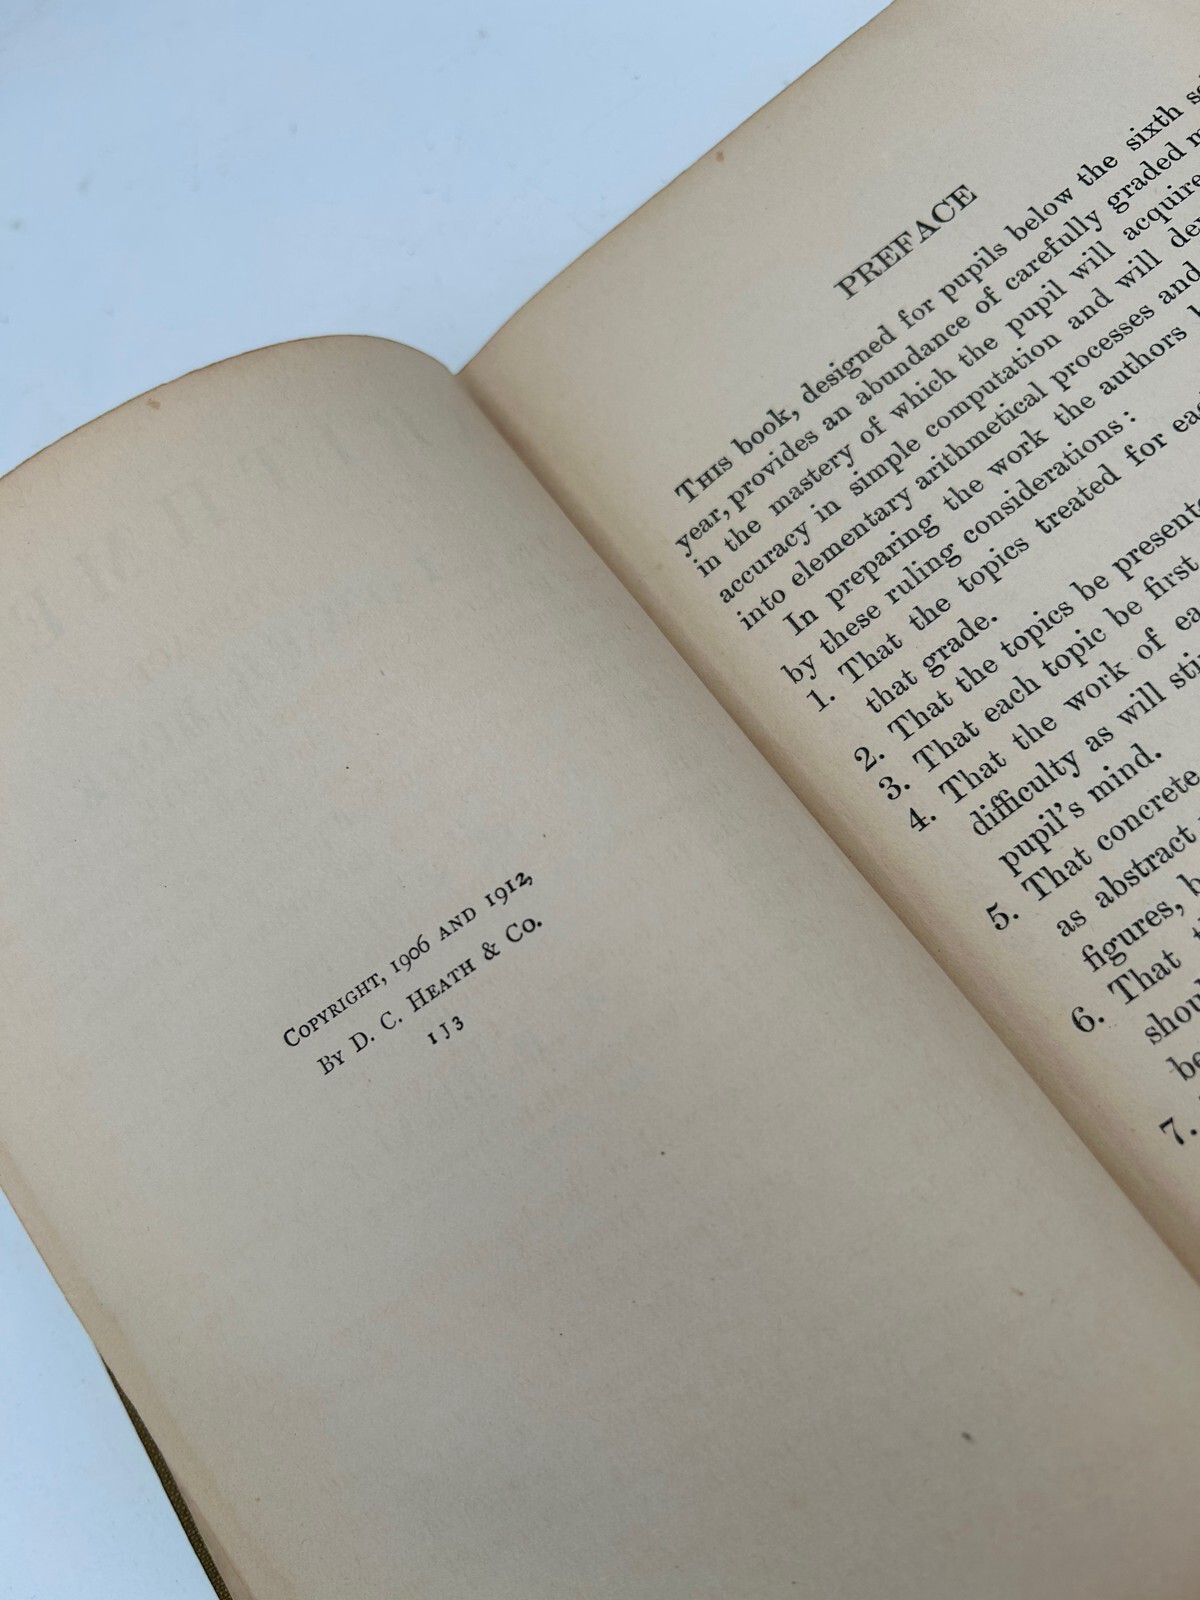 COPYRIGHT, 1906 AND 1912,
BY D. C. HEATH & CO.
1 J 3
PREFACE
THIS book, designed for pupils below the sixth
year, provides an abundance of carefully graded
in the mastery of which the pupil will acquire
accuracy in simple computation and will
into elementary arithmetical processes and
In preparing the work the authors
by these ruling considerations:
1. That the topics treated for
that grade.
2. That the topics be
3. That each topic be first
4. That the work of
difficulty as will
pupil's mind.
5. That concrete
as abstract
figures,
6. That
7.